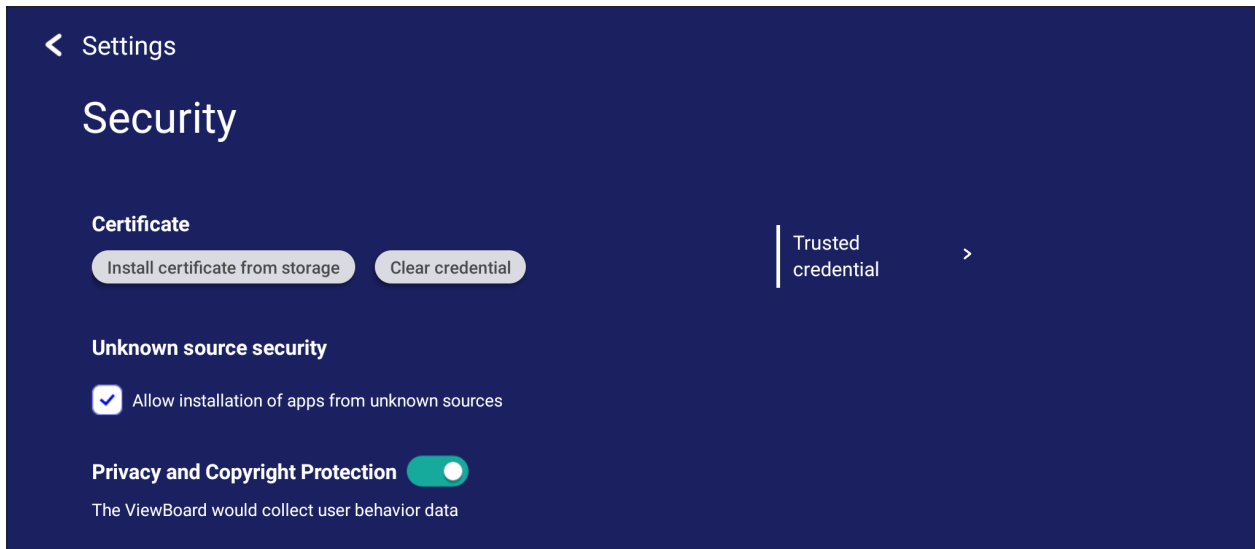 Settings
Security
Certificate
Install certificate from storage
Clear credential
Trusted
credential
Unknown source security
Allow installation of apps from unknown sources
Privacy and Copyright Protection
The ViewBoard would collect user behavior data